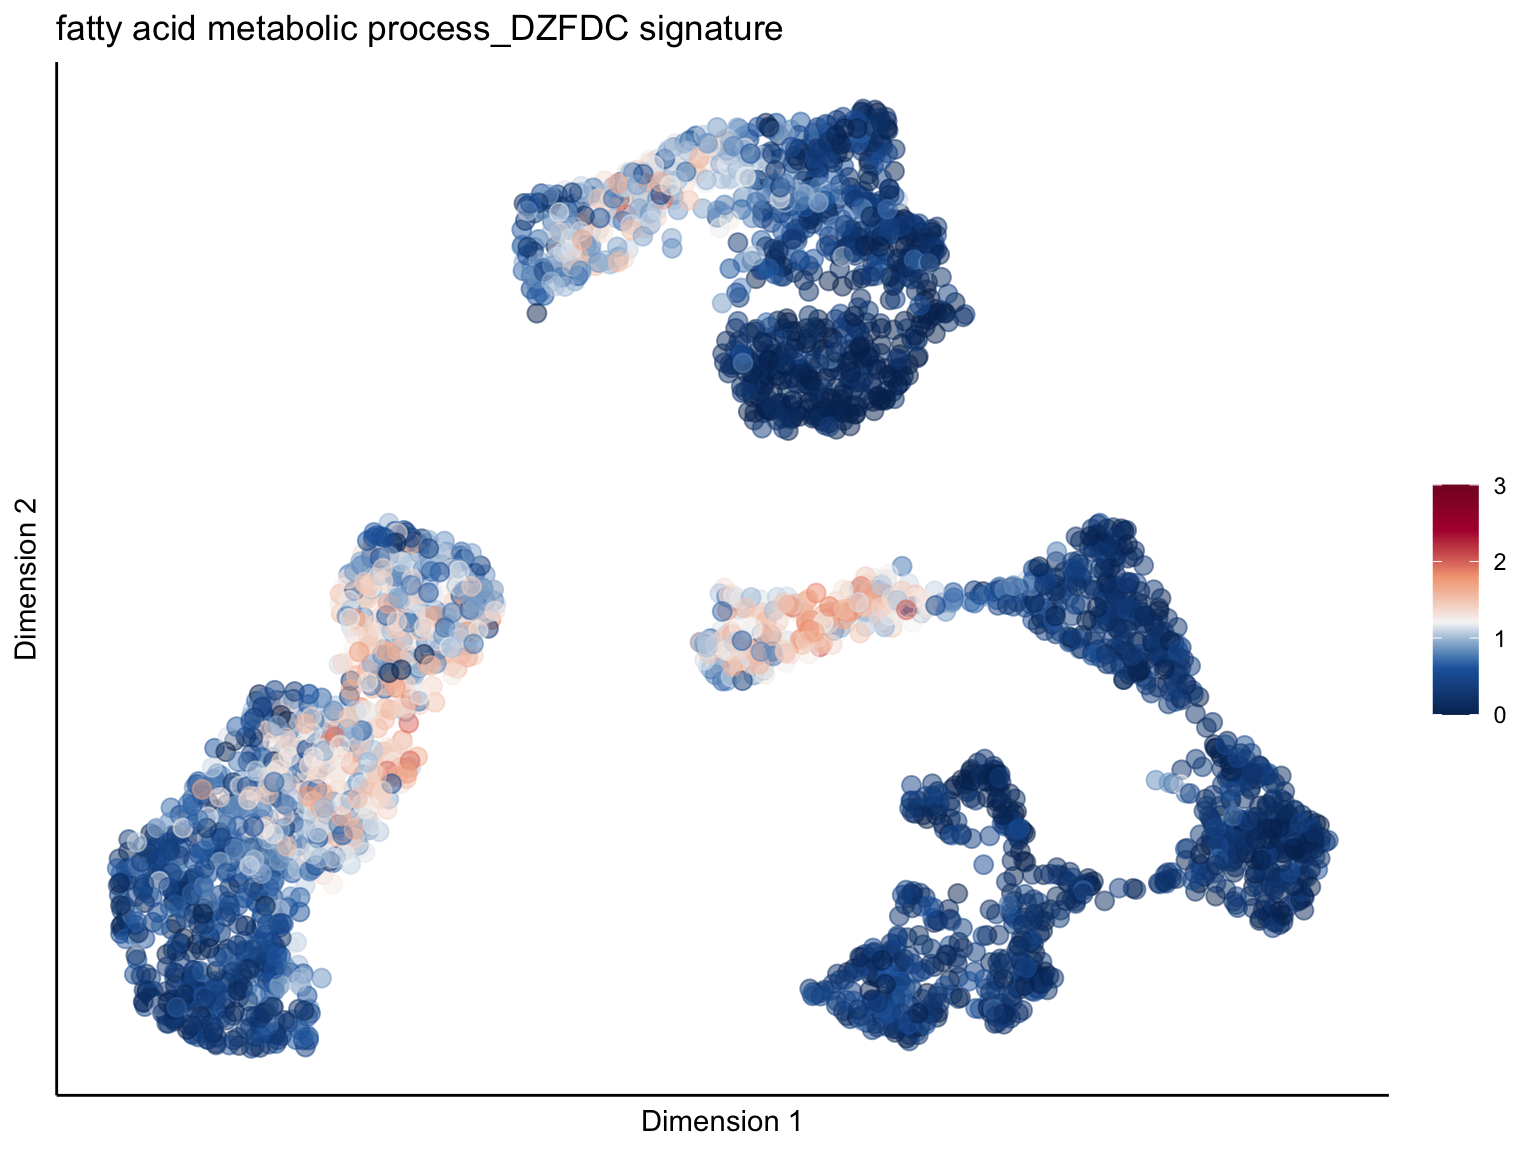 fatty acid metabolic process_DZFDC signature
Dimension 2
3
2
1
0
Dimension 1